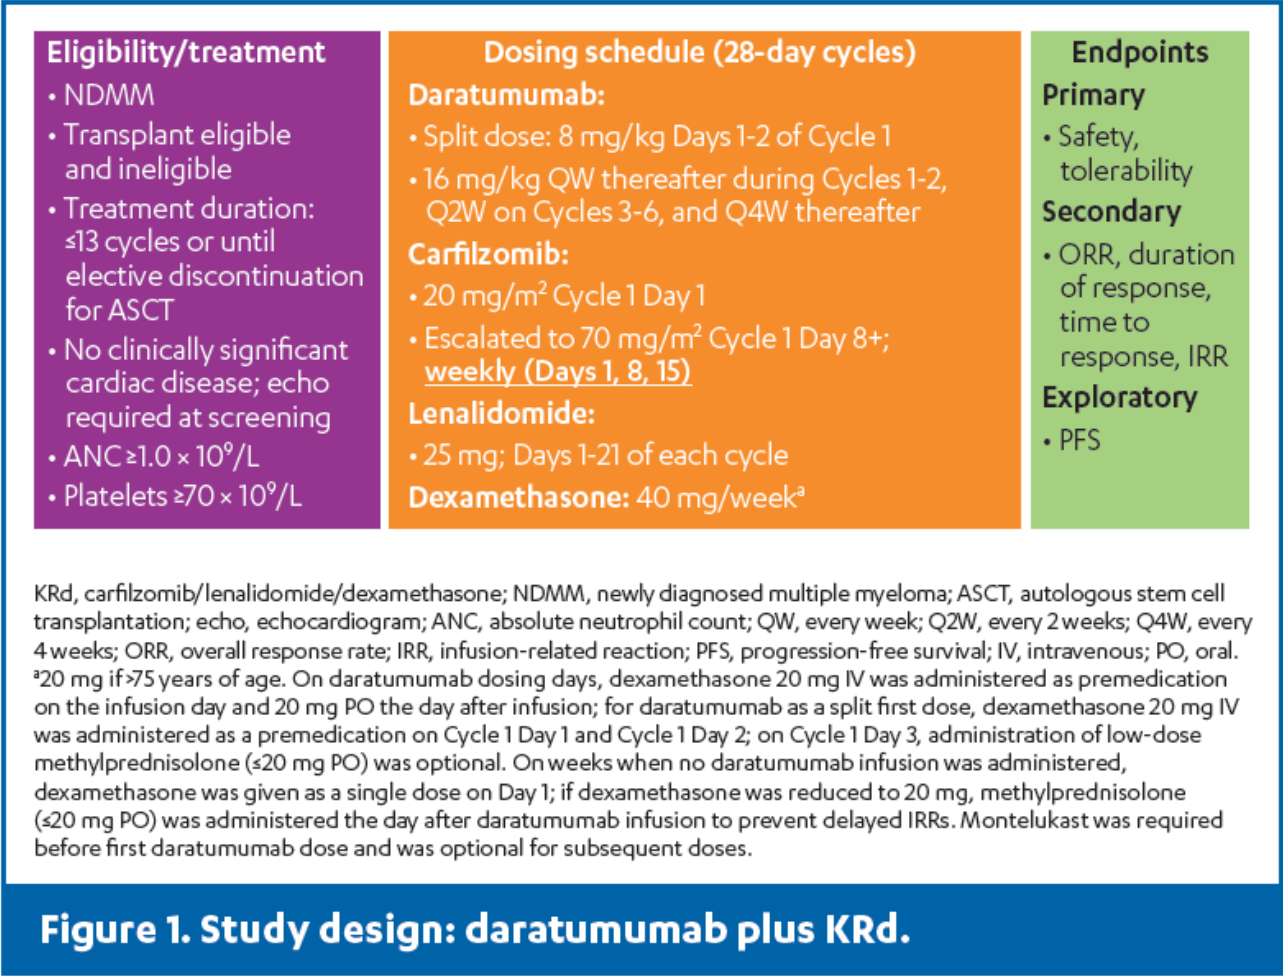 Eligibility/treatment
• NDMM
• Transplant eligible
and ineligible
• Treatment duration:
≤13 cycles or until
elective discontinuation
for ASCT
• No clinically significant
cardiac disease; echo
required at screening
• ANC ≥1.0 × 10⁹/L
• Platelets ≥70 × 10⁹/L
Dosing schedule (28-day cycles)
Daratumumab:
• Split dose: 8 mg/kg Days 1-2 of Cycle 1
• 16 mg/kg QW thereafter during Cycles 1-2,
Q2W on Cycles 3-6, and Q4W thereafter
Carfilzomib:
• 20 mg/m² Cycle 1 Day 1
• Escalated to 70 mg/m² Cycle 1 Day 8+;
weekly (Days 1, 8, 15)
Lenalidomide:
• 25 mg; Days 1-21 of each cycle
Dexamethasone: 40 mg/weekᵃ
Endpoints
Primary
• Safety,
tolerability
Secondary
• ORR, duration
of response,
time to
response, IRR
Exploratory
• PFS
KRd, carfilzomib/lenalidomide/dexamethasone; NDMM, newly diagnosed multiple myeloma; ASCT, autologous stem cell
transplantation; echo, echocardiogram; ANC, absolute neutrophil count; QW, every week; Q2W, every 2 weeks; Q4W, every
4 weeks; ORR, overall response rate; IRR, infusion-related reaction; PFS, progression-free survival; IV, intravenous; PO, oral.
ᵃ20 mg if >75 years of age. On daratumumab dosing days, dexamethasone 20 mg IV was administered as premedication
on the infusion day and 20 mg PO the day after infusion; for daratumumab as a split first dose, dexamethasone 20 mg IV
was administered as a premedication on Cycle 1 Day 1 and Cycle 1 Day 2; on Cycle 1 Day 3, administration of low-dose
methylprednisolone (≤20 mg PO) was optional. On weeks when no daratumumab infusion was administered,
dexamethasone was given as a single dose on Day 1; if dexamethasone was reduced to 20 mg, methylprednisolone
(≤20 mg PO) was administered the day after daratumumab infusion to prevent delayed IRRs. Montelukast was required
before first daratumumab dose and was optional for subsequent doses.
Figure 1. Study design: daratumumab plus KRd.